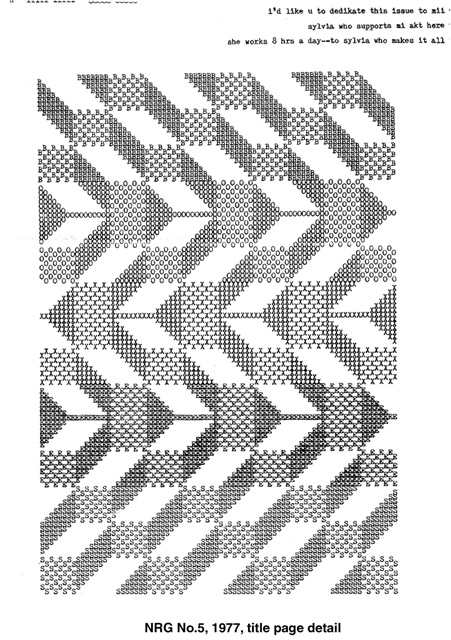 i'd like u to dedikate this issue to mii
sylvia who supports mi akt here
she works 8 hrs a day--to sylvia who makes it all
NRG No.5, 1977, title page detail